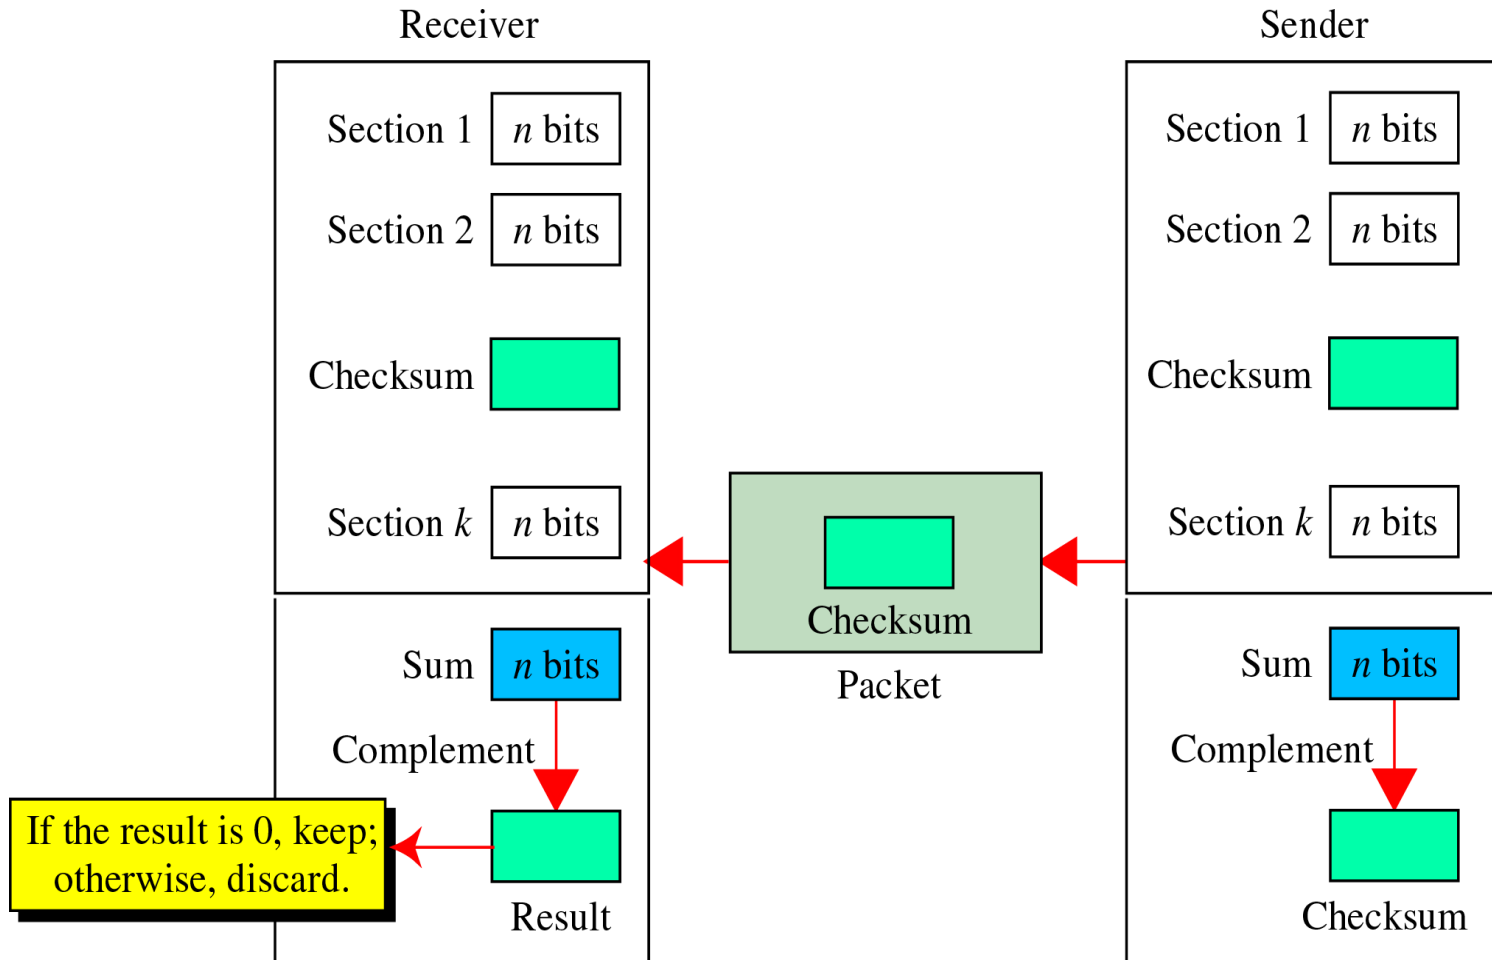 Receiver
Section 1 n bits
Section 2 n bits
Checksum
Section k n bits
Sum n bits
Complement
If the result is 0, keep;
otherwise, discard.
Result
Checksum
Packet
Sender
Section 1 n bits
Section 2 n bits
Checksum
Section k n bits
Sum n bits
Complement
Checksum